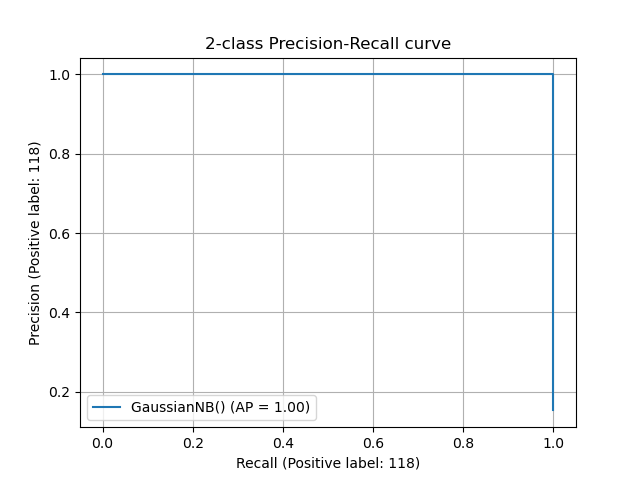 2-class Precision-Recall curve
Precision (Positive label: 118)
1.0
0.8
0.6
0.4
0.2
GaussianNB() (AP = 1.00)
0.0 0.2 0.4 0.6 0.8 1.0
Recall (Positive label: 118)